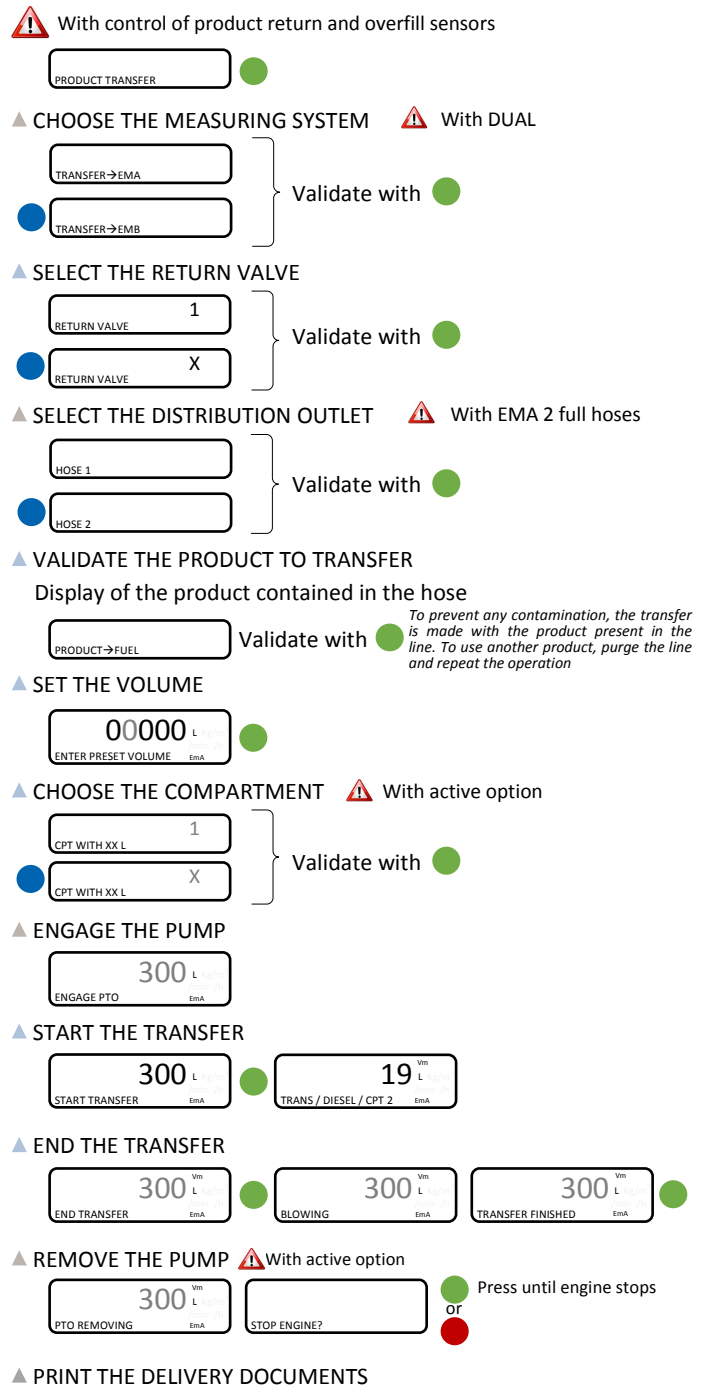 With control of product return and overfill sensors
PRODUCT TRANSFER
CHOOSE THE MEASURING SYSTEM With DUAL
TRANSFER→EMA
Validate with
TRANSFER→EMB
SELECT THE RETURN VALVE
1
RETURN VALVE
Validate with
X
RETURN VALVE
SELECT THE DISTRIBUTION OUTLET With EMA 2 full hoses
HOSE 1
Validate with
HOSE 2
VALIDATE THE PRODUCT TO TRANSFER
Display of the product contained in the hose
PRODUCT→FUEL
Validate with
To prevent any contamination, the transfer
is made with the product present in the
line. To use another product, purge the line
and repeat the operation
SET THE VOLUME
00000 L kg/m
/mn /h
ENTER PRESET VOLUME EmA
CHOOSE THE COMPARTMENT With active option
1
CPT WITH XX L
Validate with
X
CPT WITH XX L
ENGAGE THE PUMP
300 L kg/m
ENGAGE PTO EmA
START THE TRANSFER
300 L kg/m
START TRANSFER EmA
Vm
19 L
TRANS / DIESEL / CPT 2 EmA
END THE TRANSFER
Vm
300 L
END TRANSFER EmA
Vm
300 L
BLOWING EmA
Vm
300 L
TRANSFER FINISHED EmA
REMOVE THE PUMP With active option
Vm
300 L
PTO REMOVING EmA
STOP ENGINE?
Press until engine stops
or
PRINT THE DELIVERY DOCUMENTS